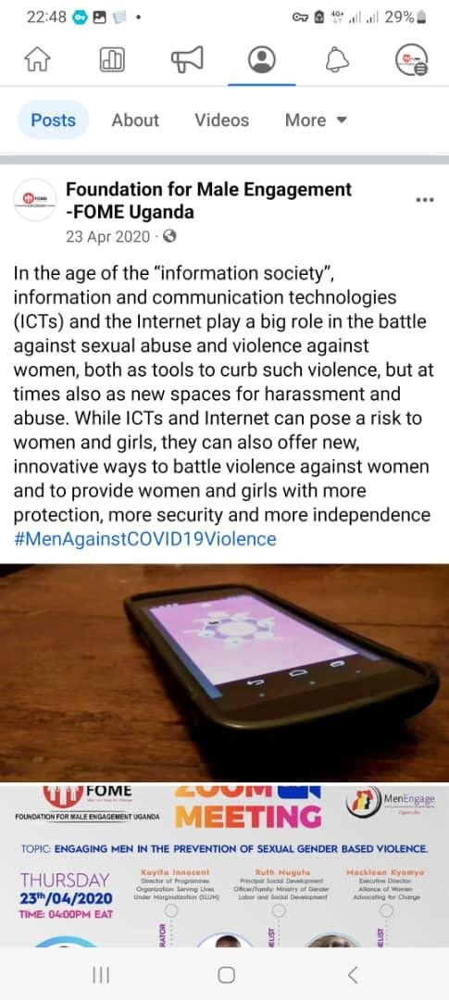 22:48
4G+
29%
Posts
About
Videos
More
Foundation for Male Engagement
-FOME Uganda
23 Apr 2020
In the age of the “information society”,
information and communication technologies
(ICTs) and the Internet play a big role in the battle
against sexual abuse and violence against
women, both as tools to curb such violence, but at
times also as new spaces for harassment and
abuse. While ICTs and Internet can pose a risk to
women and girls, they can also offer new,
innovative ways to battle violence against women
and to provide women and girls with more
protection, more security and more independence
#MenAgainstCOVID19Violence
FOME
FOUNDATION FOR MALE ENGAGEMENT UGANDA
ZOOM
MEETING
MenEngage
Uganda
TOPIC: ENGAGING MEN IN THE PREVENTION OF SEXUAL GENDER BASED VIOLENCE.
THURSDAY
23th/04/2020
TIME: 04:00PM EAT
Kayita Innocent
Director of Programmes
Organization Serving Lives
Under Marginalization (SLUM)
Ruth Muguta
Principal Social Development
Officer/Family: Ministry of Gender
Labor and Social Development
Macklean Kyomya
Executive Director:
Alliance of Women
Advocating for Change